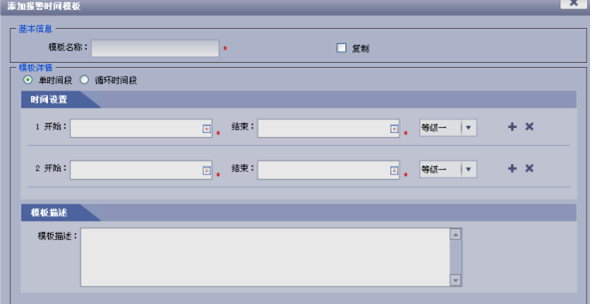 添加报警时间模板
基本信息
模板名称： * 复制
模板详情
单时间段 循环时间段
时间设置
1 开始： * 结束： * 等级一
2 开始： * 结束： * 等级一
模板描述
模板描述：